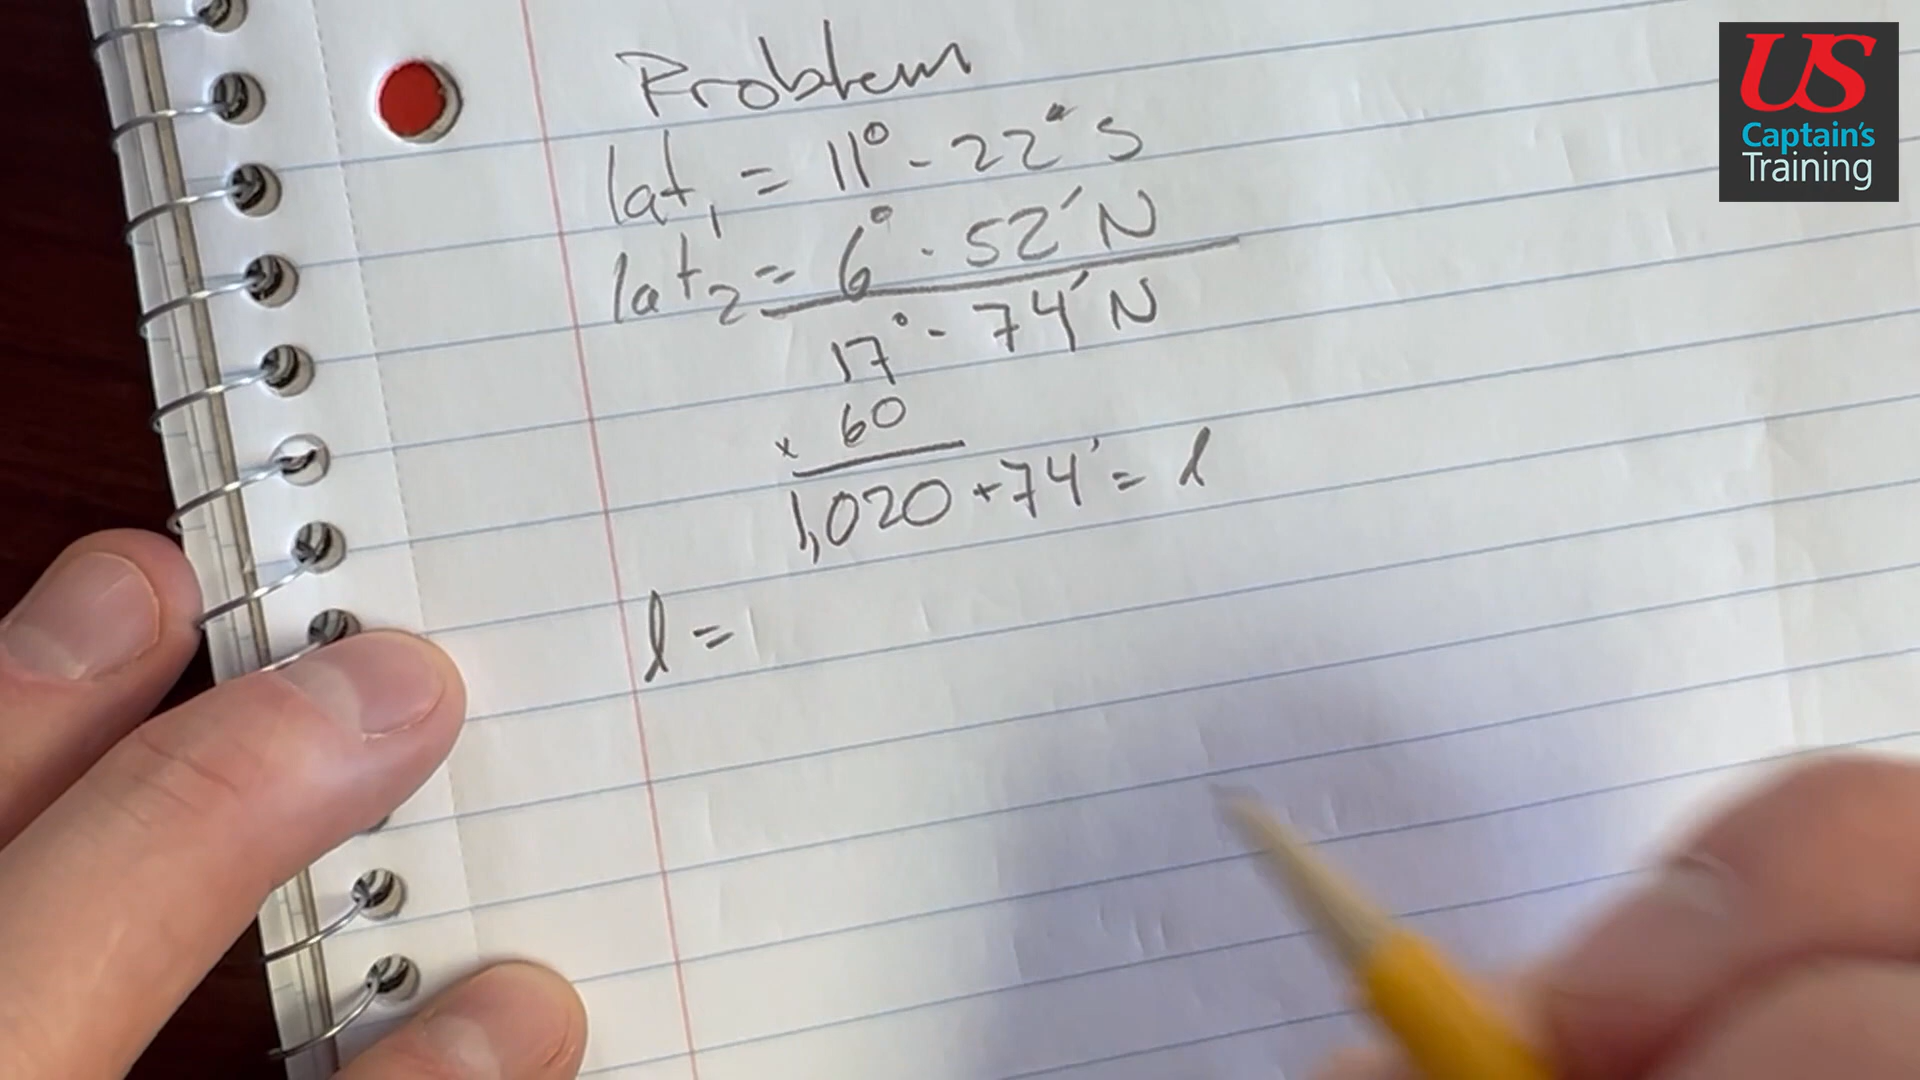 US
Captain's
Training
Problem
lat₁ = 11° - 22' S
lat₂ = 6° - 52' N
17° - 74' N
x 60
1,020 + 74' = l
l =